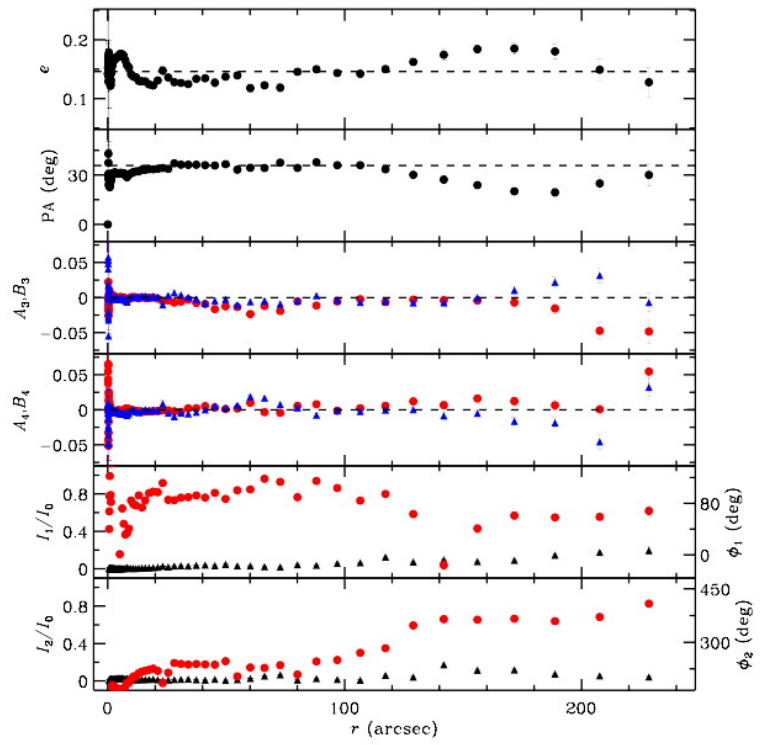 0.2
0.1
e
30
0
PA (deg)
0.05
0
−0.05
A₃,B₃
0.05
0
−0.05
A₄,B₄
0.8
0.4
0
I₁/I₀
80
0
ϕ₁ (deg)
0.8
0.4
0
I₂/I₀
450
300
ϕ₂ (deg)
0 100 200
r (arcsec)